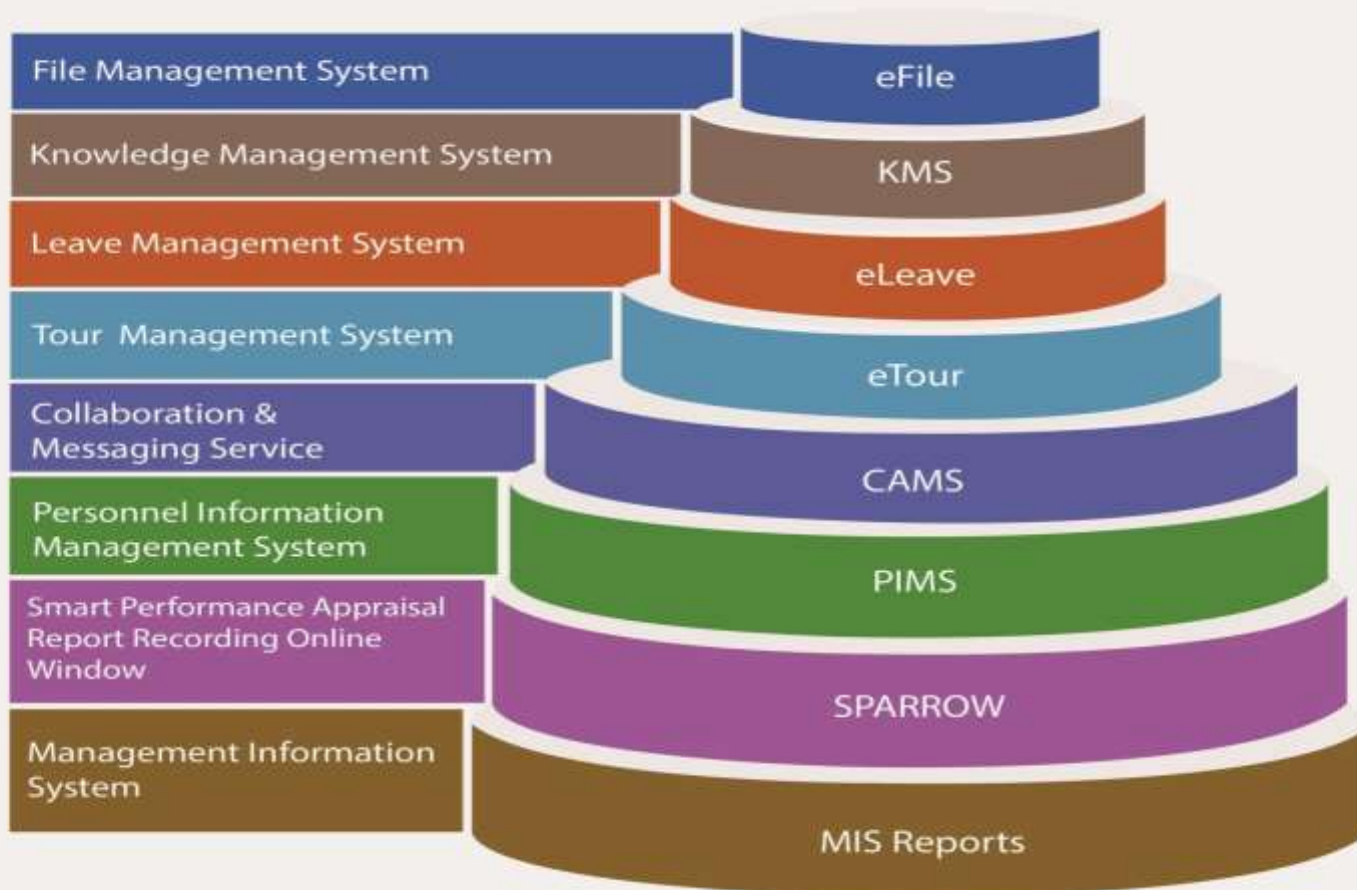 File Management System
eFile
Knowledge Management System
KMS
Leave Management System
eLeave
Tour Management System
eTour
Collaboration &
Messaging Service
CAMS
Personnel Information
Management System
PIMS
Smart Performance Appraisal
Report Recording Online
Window
SPARROW
Management Information
System
MIS Reports